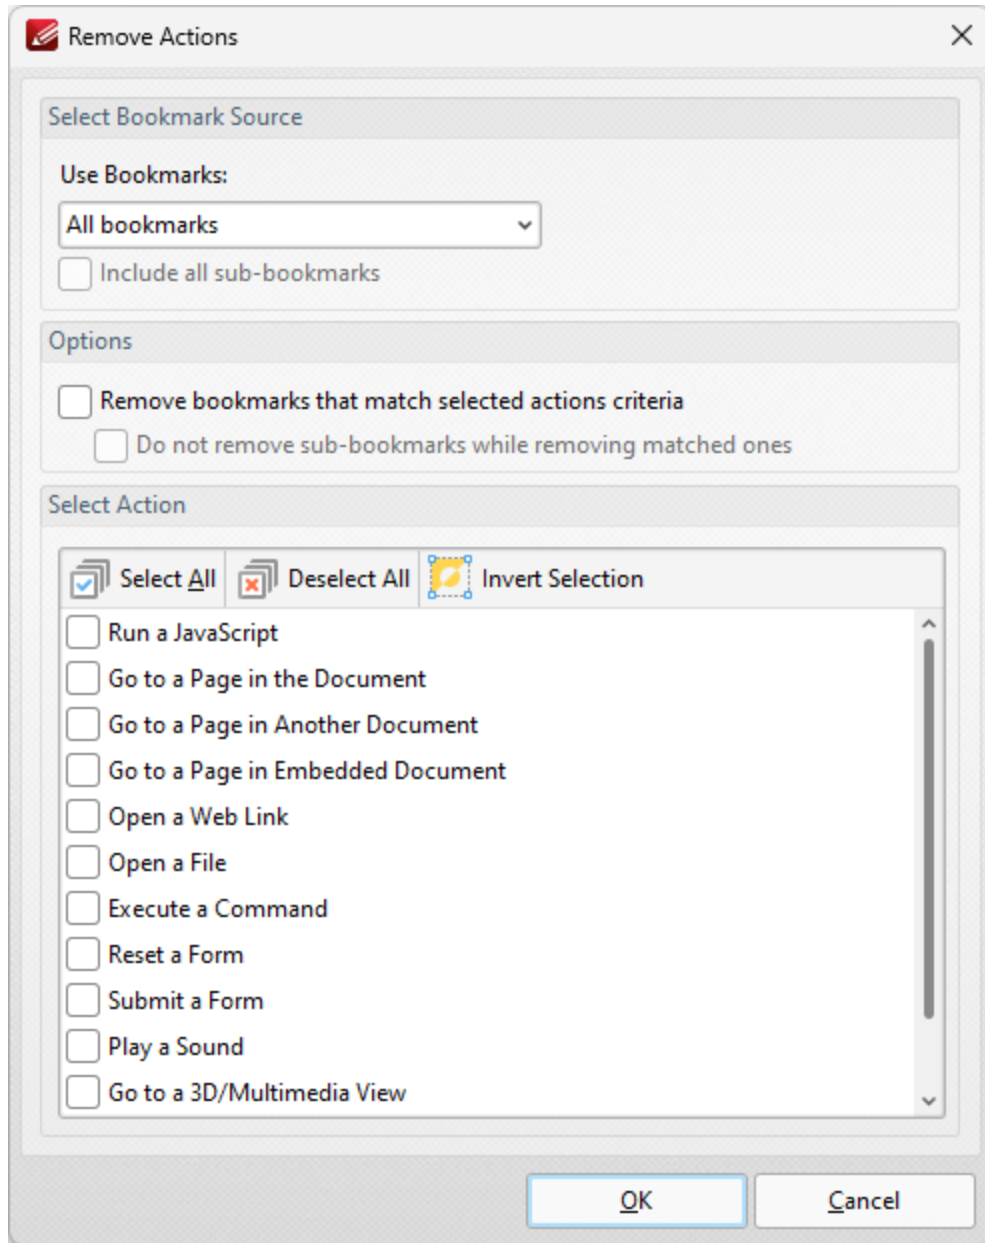 Remove Actions
Select Bookmark Source
Use Bookmarks:
All bookmarks
Include all sub-bookmarks
Options
Remove bookmarks that match selected actions criteria
Do not remove sub-bookmarks while removing matched ones
Select Action
Select All Deselect All Invert Selection
Run a JavaScript
Go to a Page in the Document
Go to a Page in Another Document
Go to a Page in Embedded Document
Open a Web Link
Open a File
Execute a Command
Reset a Form
Submit a Form
Play a Sound
Go to a 3D/Multimedia View
OK Cancel